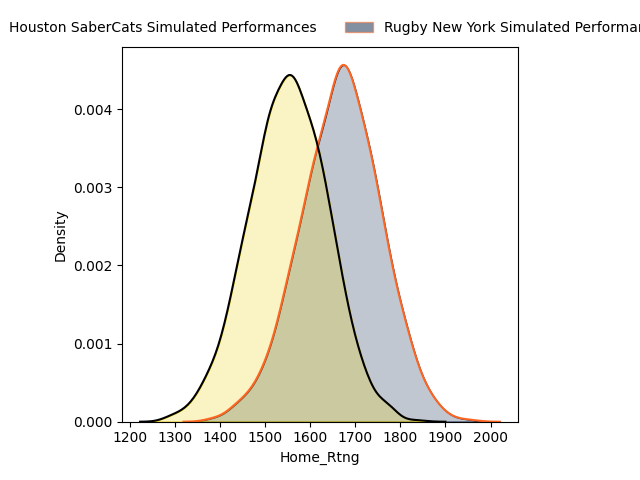 Houston SaberCats Simulated Performances Rugby New York Simulated
0.004
0.003
0.002
0.001
0.000
Density
1200 1300 1400 1500 1600 1700 1800 1900 2000
Home_Rtng